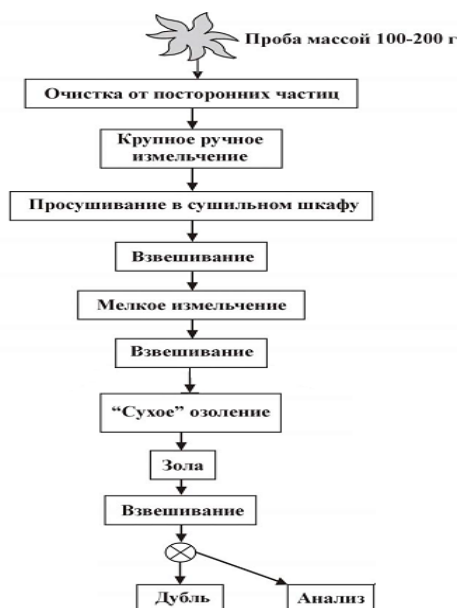 Проба массой 100-200 г
Очистка от посторонних частиц
Крупное ручное
измельчение
Просушивание в сушильном шкафу
Взвешивание
Мелкое измельчение
Взвешивание
“Сухое” озоление
Зола
Взвешивание
Дубль
Анализ